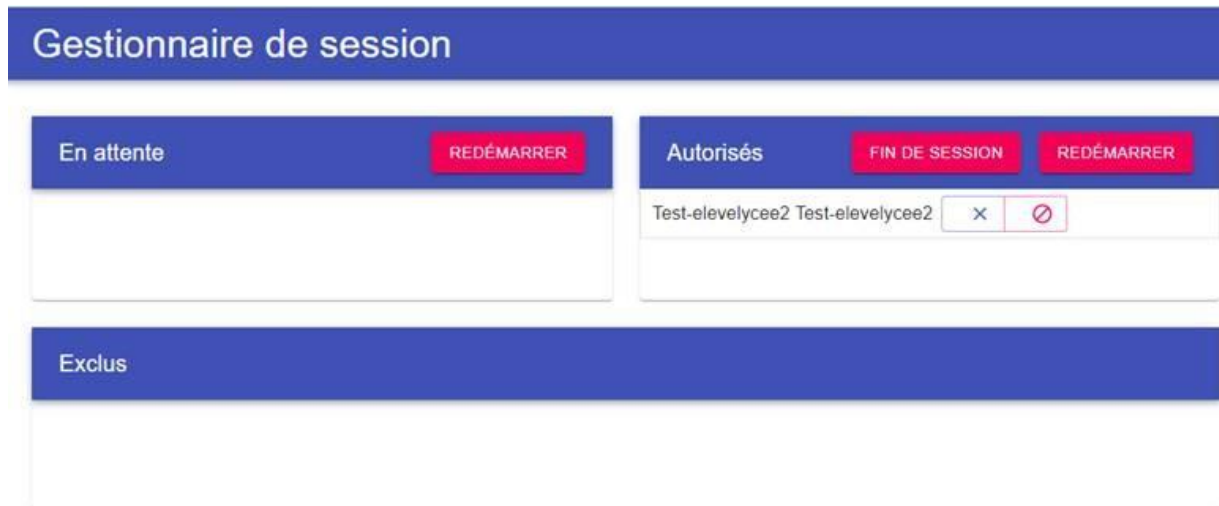 Gestionnaire de session
En attente
REDÉMARRER
Autorisés
FIN DE SESSION
REDÉMARRER
Test-elevelycee2 Test-elevelycee2
Exclus